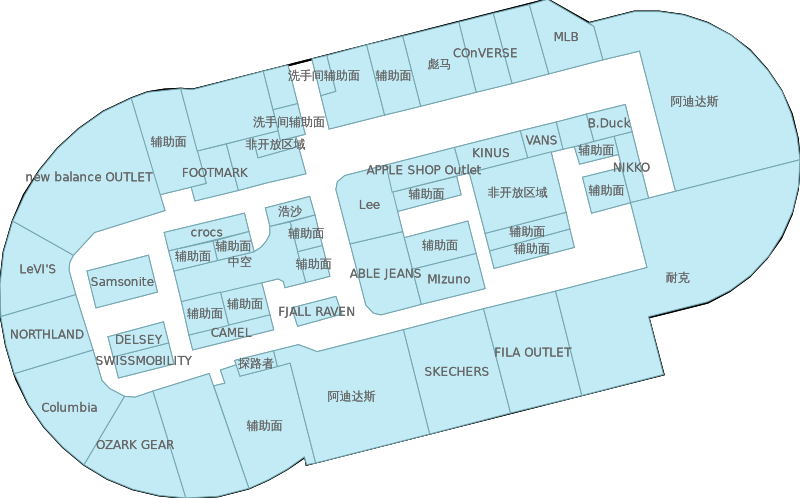 MLB
COnVERSE
彪马
辅助面
洗手间辅助面
阿迪达斯
洗手间辅助面
B.Duck
辅助面
非开放区域
VANS
KINUS
辅助面
NIKKO
APPLE SHOP Outlet
FOOTMARK
new balance OUTLET
辅助面
非开放区域
辅助面
Lee
浩沙
crocs
辅助面
辅助面
辅助面
辅助面
辅助面
辅助面
中空
辅助面
LeVI'S
ABLE JEANS
耐克
MIzuno
Samsonite
辅助面
辅助面
FJALL RAVEN
CAMEL
NORTHLAND
DELSEY
SWISSMOBILITY
探路者
FILA OUTLET
SKECHERS
阿迪达斯
Columbia
辅助面
OZARK GEAR